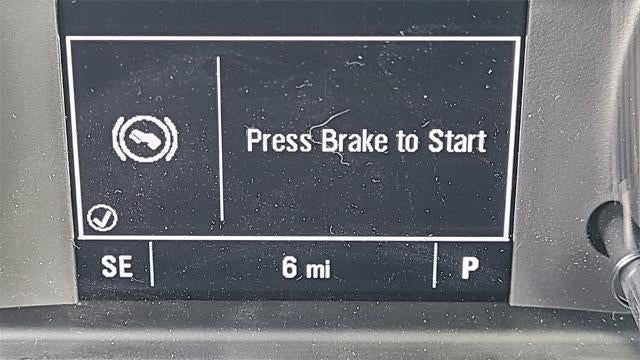 Press Brake to Start
SE 6 mi P